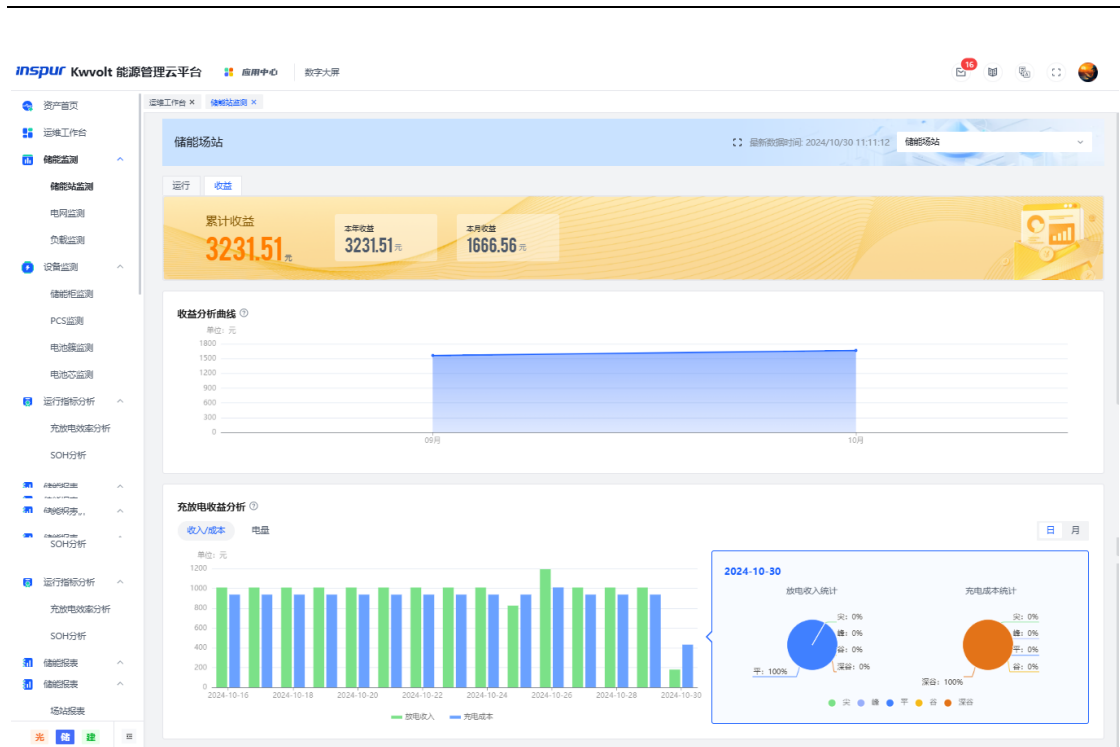 inspur Kwvolt 能源管理云平台 应用中心 数字大屏 16
资产首页
运维工作台
储能监测
储能站监测
电网监测
负载监测
设备监测
储能柜监测
PCS监测
电池簇监测
电池芯监测
运行指标分析
充放电效率分析
SOH分析
SOH分析
运行指标分析
充放电效率分析
SOH分析
储能报表
储能报表
场站报表
光 储 建
运维工作台 × 储能站监测 ×
储能场站
最新数据时间: 2024/10/30 11:11:12 储能场站
运行 收益
累计收益
3231.51 元
本年收益
3231.51 元
本月收益
1666.56 元
收益分析曲线
单位: 元
1800
1500
1200
900
600
300
0
09月 10月
充放电收益分析
收入/成本 电量
日 月
单位: 元
1200
1000
800
600
400
200
0
2024-10-16 2024-10-18 2024-10-20 2024-10-22 2024-10-24 2024-10-26 2024-10-28 2024-10-30
放电收入 充电成本
2024-10-30
放电收入统计
尖: 0%
峰: 0%
谷: 0%
深谷: 0%
平: 100%
充电成本统计
尖: 0%
峰: 0%
平: 0%
谷: 0%
深谷: 100%
尖 峰 平 谷 深谷